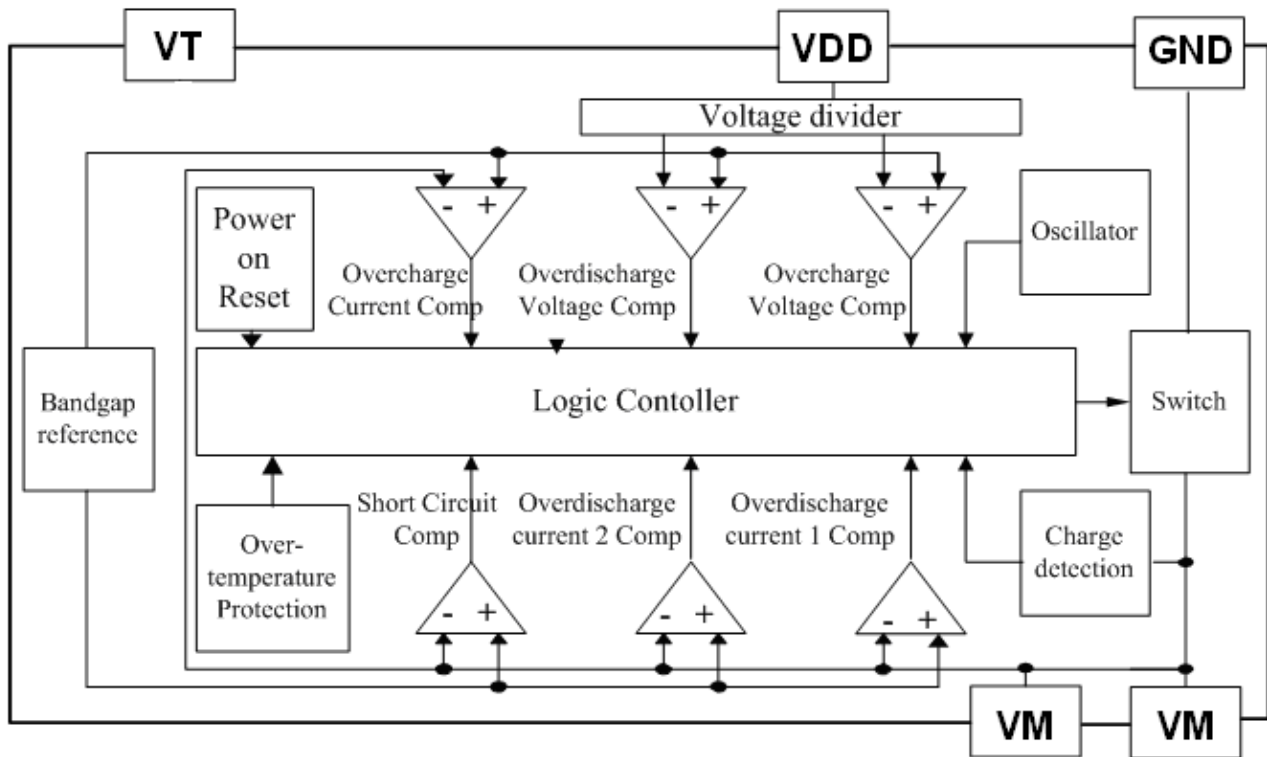 VT
VDD
GND
Voltage divider
- +
- +
- +
Power
on
Reset
Oscillator
Overcharge
Current Comp
Overdischarge
Voltage Comp
Overcharge
Voltage Comp
Bandgap
reference
Logic Contoller
Switch
Short Circuit
Comp
Overdischarge
current 2 Comp
Overdischarge
current 1 Comp
Over-
temperature
Protection
Charge
detection
- +
- +
- +
VM
VM